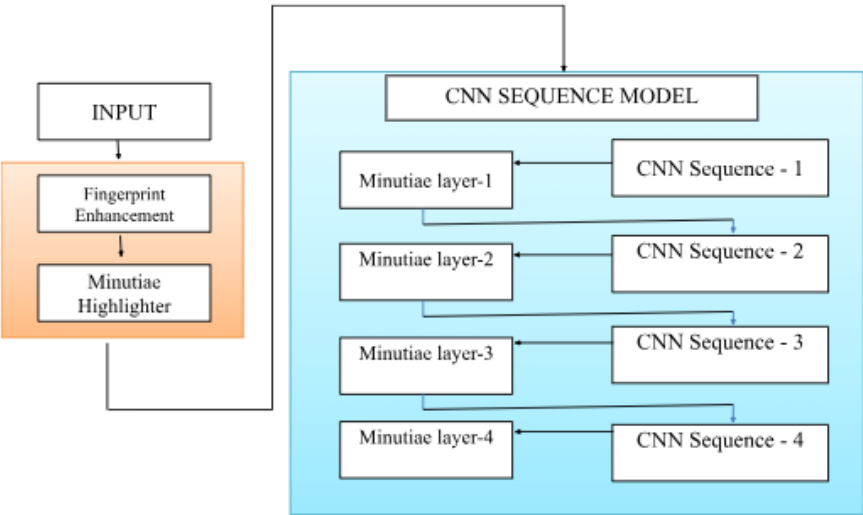 INPUT
Fingerprint
Enhancement
Minutiae
Highlighter
CNN SEQUENCE MODEL
Minutiae layer-1
CNN Sequence - 1
Minutiae layer-2
CNN Sequence - 2
Minutiae layer-3
CNN Sequence - 3
Minutiae layer-4
CNN Sequence - 4